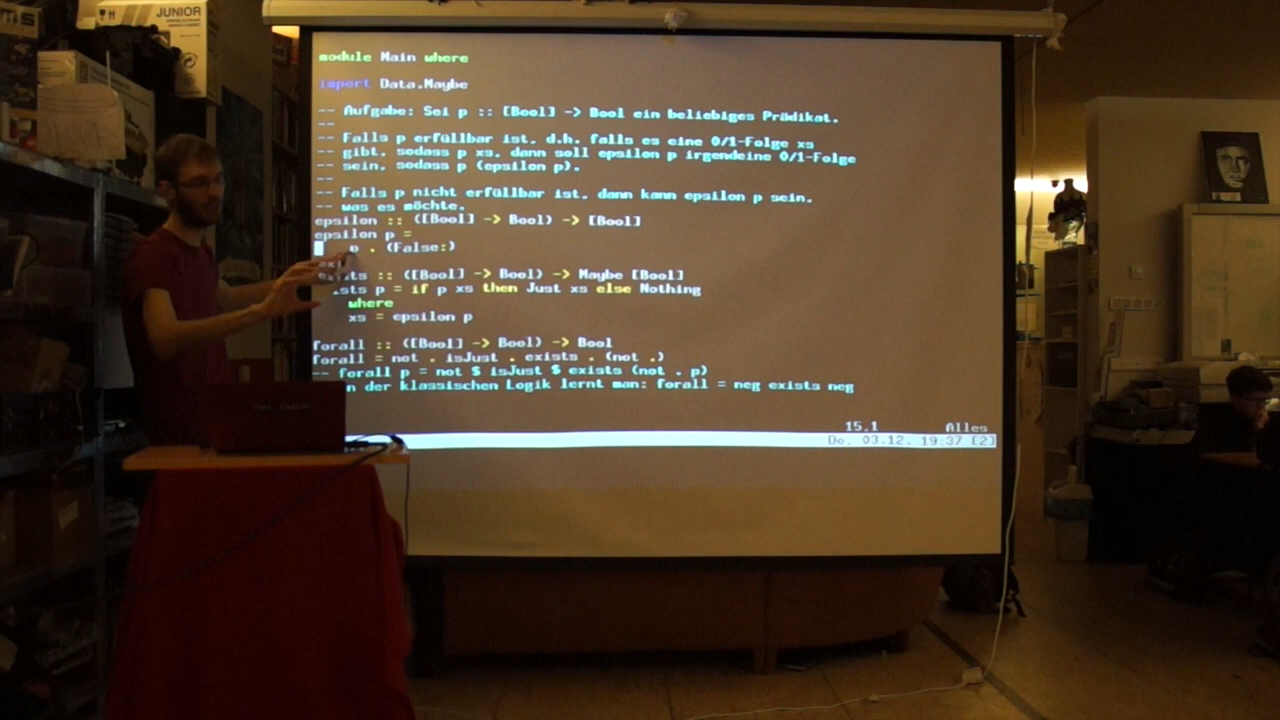 JUNIOR
module Main where
import Data.Maybe
-- Aufgabe: Sei p :: [Bool] -> Bool ein beliebiges Prädikat.
--
-- Falls p erfüllbar ist, d.h. falls es eine 0/1-Folge xs
-- gibt, sodass p xs, dann soll epsilon p irgendeine 0/1-Folge
-- sein, sodass p (epsilon p).
--
-- Falls p nicht erfüllbar ist, dann kann epsilon p sein,
-- was es möchte.
epsilon :: ([Bool] -> Bool) -> [Bool]
epsilon p =
p . (False:)
:: ([Bool] -> Bool) -> Maybe [Bool]
p = if p xs then Just xs else Nothing
where
xs = epsilon p
forall :: ([Bool] -> Bool) -> Bool
forall = not . isJust . exists . (not .)
-- forall p = not $ isJust $ exists (not . p)
n der klassischen Logik lernt man: forall = neg exists neg
15,1 Alles
Do. 03.12. 19:37 [2]